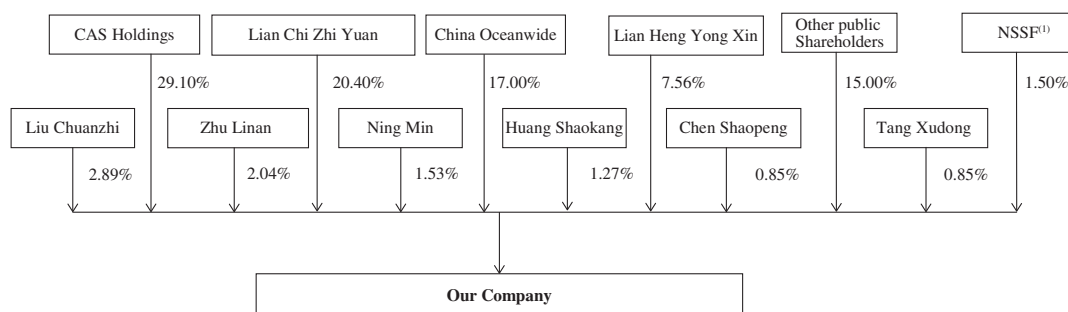 CAS Holdings
Lian Chi Zhi Yuan
China Oceanwide
Lian Heng Yong Xin
Other public
Shareholders
NSSF(1)
29.10%
20.40%
17.00%
7.56%
15.00%
1.50%
Liu Chuanzhi
Zhu Linan
Ning Min
Huang Shaokang
Chen Shaopeng
Tang Xudong
2.89%
2.04%
1.53%
1.27%
0.85%
0.85%
Our Company